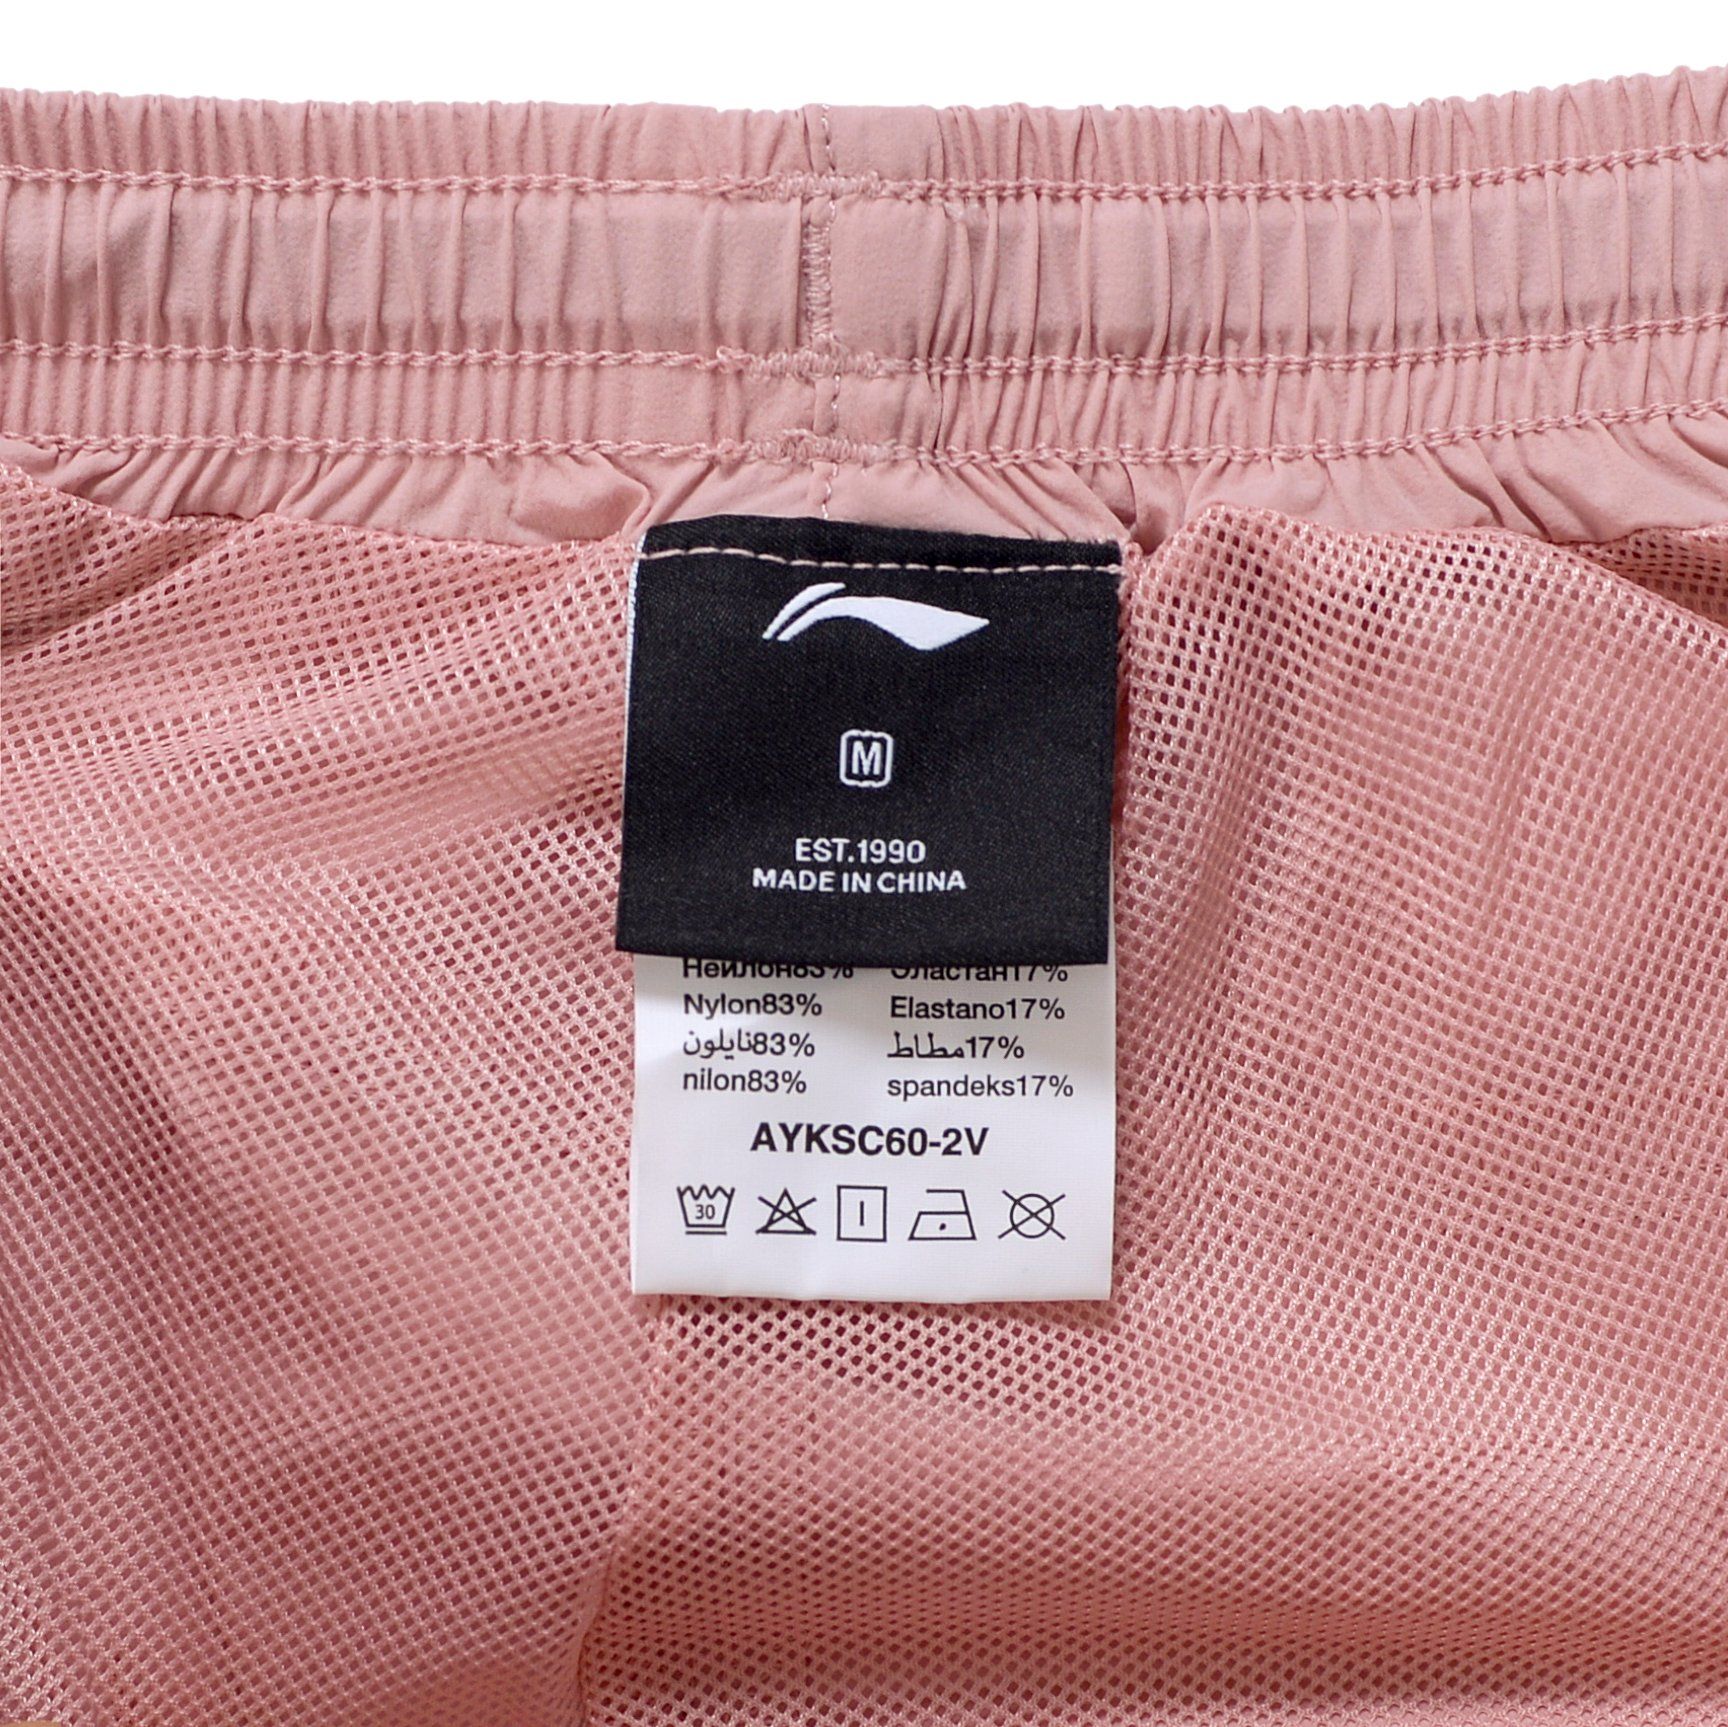 M
EST.1990
MADE IN CHINA
Нейлон83% Эластан17%
Nylon83% Elastano17%
نايلون83% مطاط17%
nilon83% spandeks17%
AYKSC60-2V
30